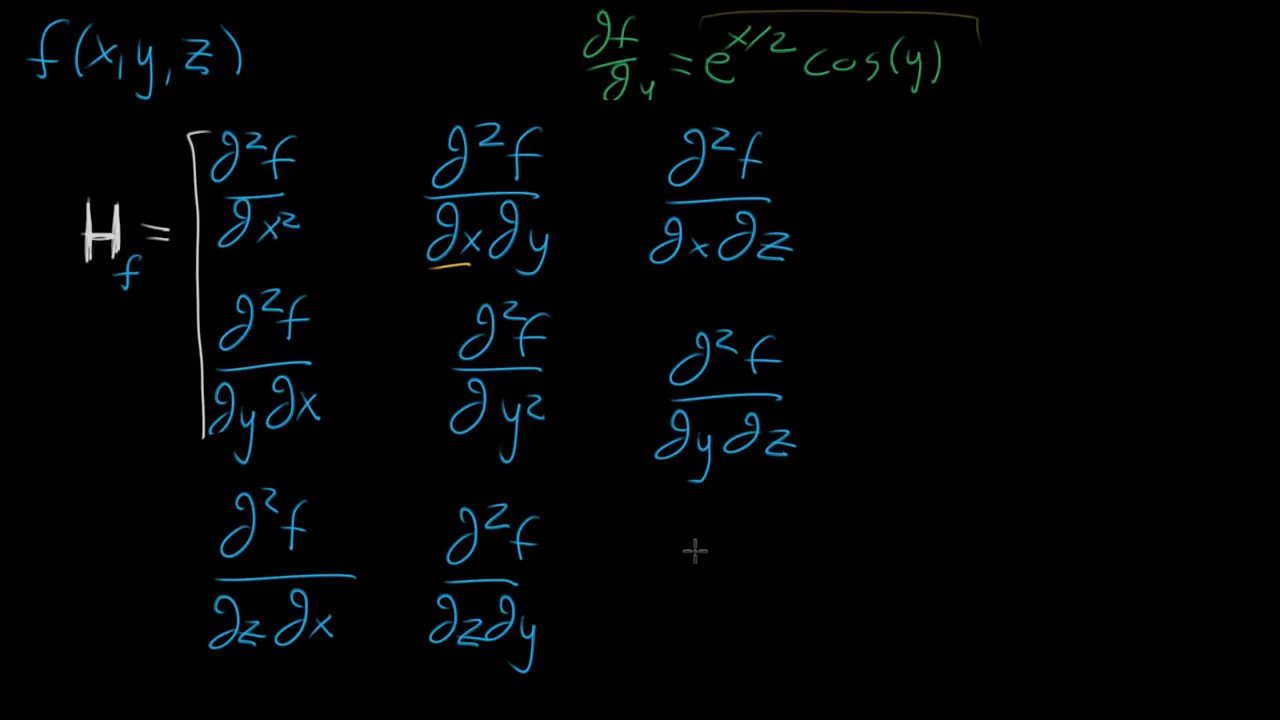 f(x,y,z)
∂f/∂y = e^{x/2} cos(y)
H_f = [ ∂²f/∂x² ∂²f/∂x∂y ∂²f/∂x∂z
∂²f/∂y∂x ∂²f/∂y² ∂²f/∂y∂z
∂²f/∂z∂x ∂²f/∂z∂y